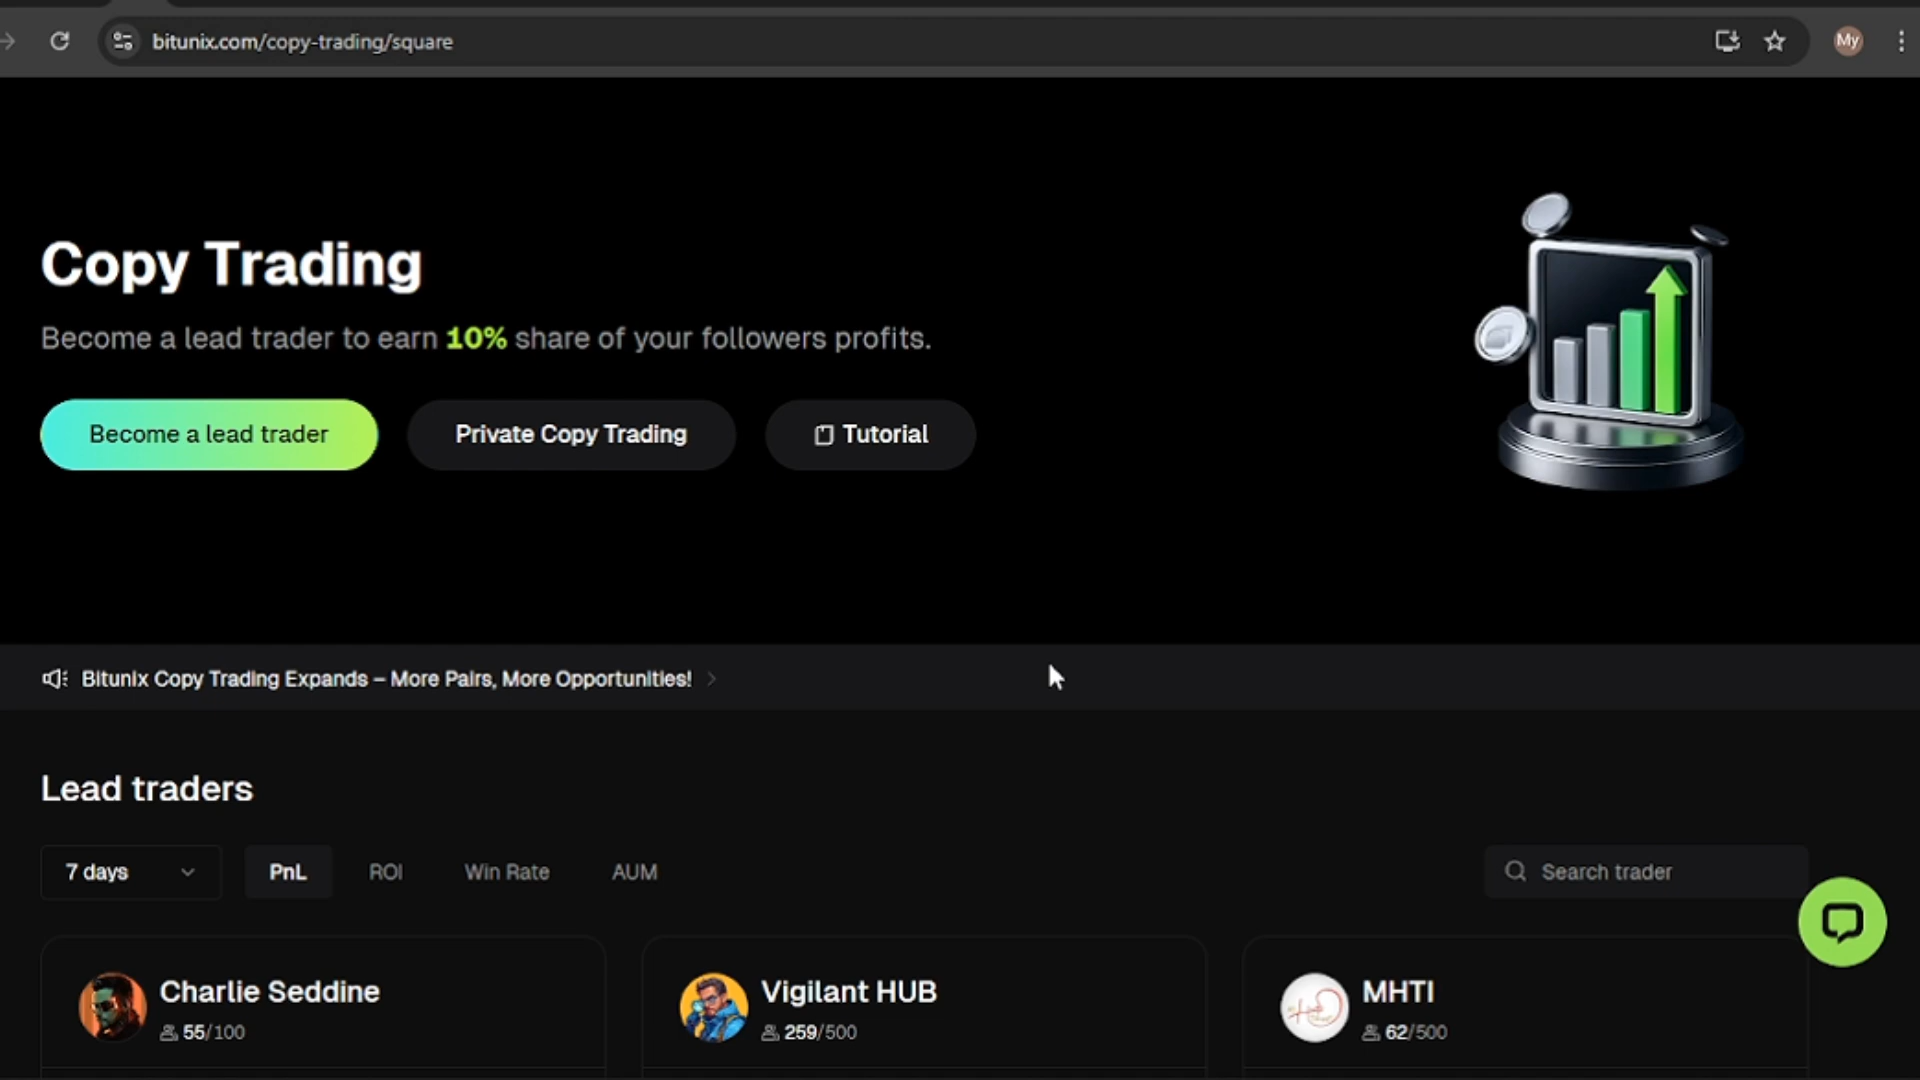 bitunix.com/copy-trading/square
My
Copy Trading
Become a lead trader to earn 10% share of your followers profits.
Become a lead trader
Private Copy Trading
Tutorial
Bitunix Copy Trading Expands – More Pairs, More Opportunities!
Lead traders
7 days
PnL
ROI
Win Rate
AUM
Search trader
Charlie Seddine
55/100
Vigilant HUB
259/500
MHTI
62/500